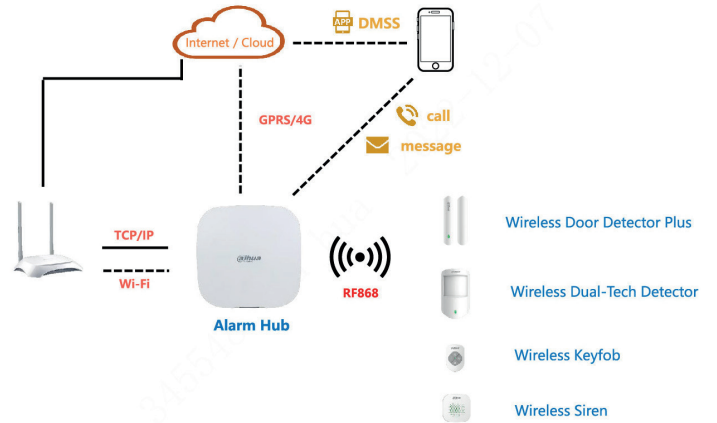 APP DMSS
Internet / Cloud
GPRS/4G
call
message
TCP/IP
Wi-Fi
alhua
RF868
Alarm Hub
Wireless Door Detector Plus
Wireless Dual-Tech Detector
Wireless Keyfob
Wireless Siren